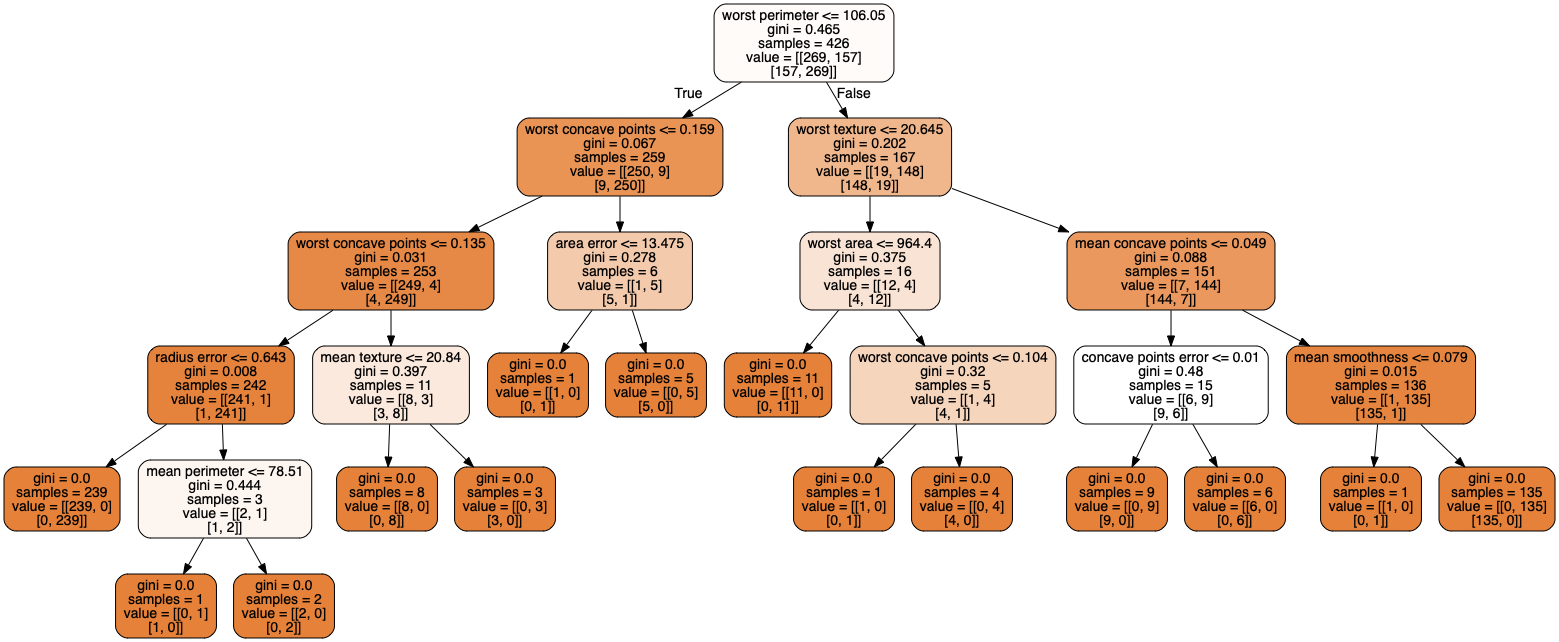 worst perimeter <= 106.05
gini = 0.465
samples = 426
value = [[269, 157]
[157, 269]]
True
False
worst concave points <= 0.159
gini = 0.067
samples = 259
value = [[250, 9]
[9, 250]]
worst texture <= 20.645
gini = 0.202
samples = 167
value = [[19, 148]
[148, 19]]
worst concave points <= 0.135
gini = 0.031
samples = 253
value = [[249, 4]
[4, 249]]
area error <= 13.475
gini = 0.278
samples = 6
value = [[1, 5]
[5, 1]]
worst area <= 964.4
gini = 0.375
samples = 16
value = [[12, 4]
[4, 12]]
mean concave points <= 0.049
gini = 0.088
samples = 151
value = [[7, 144]
[144, 7]]
radius error <= 0.643
gini = 0.008
samples = 242
value = [[241, 1]
[1, 241]]
mean texture <= 20.84
gini = 0.397
samples = 11
value = [[8, 3]
[3, 8]]
gini = 0.0
samples = 1
value = [[1, 0]
[0, 1]]
gini = 0.0
samples = 5
value = [[0, 5]
[5, 0]]
gini = 0.0
samples = 11
value = [[11, 0]
[0, 11]]
worst concave points <= 0.104
gini = 0.32
samples = 5
value = [[1, 4]
[4, 1]]
concave points error <= 0.01
gini = 0.48
samples = 15
value = [[6, 9]
[9, 6]]
mean smoothness <= 0.079
gini = 0.015
samples = 136
value = [[1, 135]
[135, 1]]
gini = 0.0
samples = 239
value = [[239, 0]
[0, 239]]
mean perimeter <= 78.51
gini = 0.444
samples = 3
value = [[2, 1]
[1, 2]]
gini = 0.0
samples = 8
value = [[8, 0]
[0, 8]]
gini = 0.0
samples = 3
value = [[0, 3]
[3, 0]]
gini = 0.0
samples = 1
value = [[1, 0]
[0, 1]]
gini = 0.0
samples = 4
value = [[0, 4]
[4, 0]]
gini = 0.0
samples = 9
value = [[0, 9]
[9, 0]]
gini = 0.0
samples = 6
value = [[6, 0]
[0, 6]]
gini = 0.0
samples = 1
value = [[1, 0]
[0, 1]]
gini = 0.0
samples = 135
value = [[0, 135]
[135, 0]]
gini = 0.0
samples = 1
value = [[0, 1]
[1, 0]]
gini = 0.0
samples = 2
value = [[2, 0]
[0, 2]]